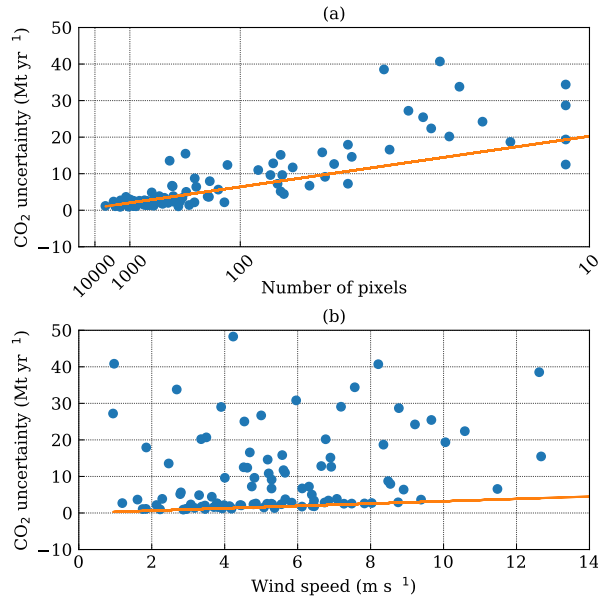 (a)
CO₂ uncertainty (Mt yr ⁻¹)
50
40
30
20
10
0
−10
10000
1000
100
10
Number of pixels
(b)
CO₂ uncertainty (Mt yr ⁻¹)
50
40
30
20
10
0
−10
0 2 4 6 8 10 12 14
Wind speed (m s ⁻¹)